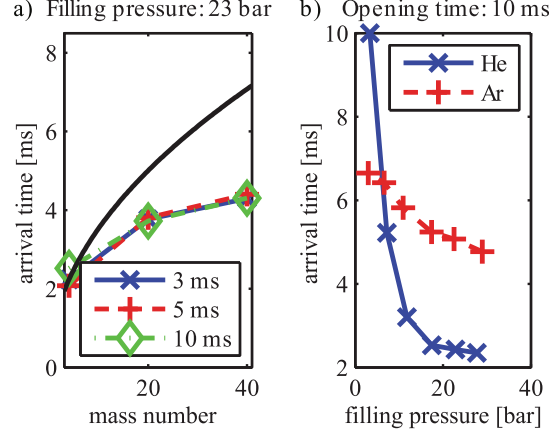 a) Filling pressure: 23 bar
8
6
4
2
0
20
40
arrival time [ms]
mass number
3 ms
5 ms
10 ms
b) Opening time: 10 ms
10
8
6
4
2
0
20
40
arrival time [ms]
filling pressure [bar]
He
Ar